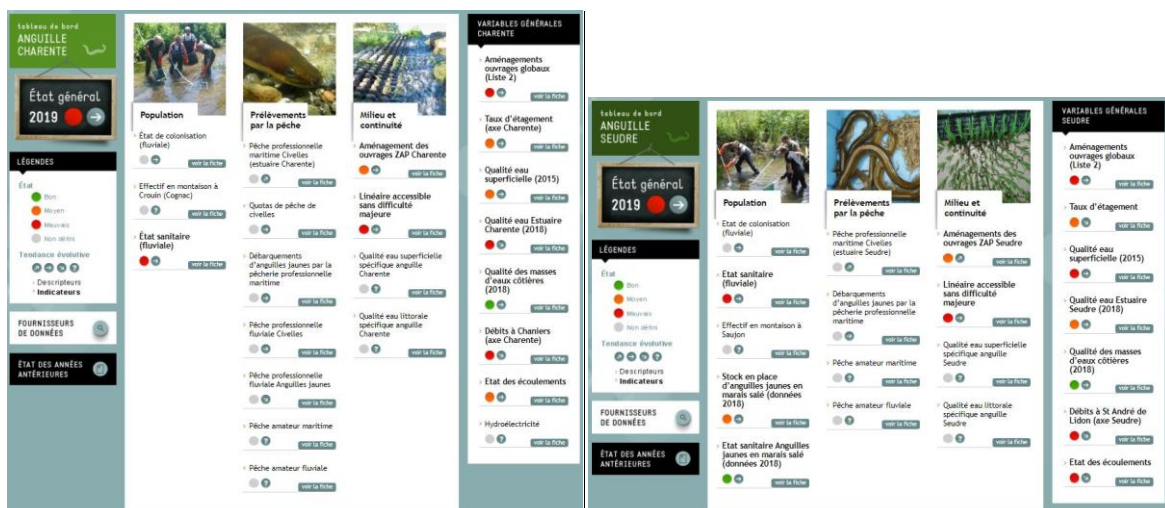 tableau de bord
ANGUILLE
CHARENTE
État général
2019
LÉGENDES
État
Bon
Moyen
Mauvais
Non défini
Tendance évolutive
› Descripteurs
› Indicateurs
FOURNISSEURS
DE DONNÉES
ÉTAT DES ANNÉES
ANTÉRIEURES
Population
› État de colonisation
(fluviale)
voir la fiche
› Effectif en montaison à
Crouin (Cognac)
? voir la fiche
› État sanitaire
(fluviale)
voir la fiche
Prélèvements
par la pêche
› Pêche professionnelle
maritime Civelles
(estuaire Charente)
voir la fiche
› Quotas de pêche de
civelles
voir la fiche
› Débarquements
d'anguilles jaunes par la
pêcherie professionnelle
maritime
voir la fiche
› Pêche professionnelle
fluviale Civelles
voir la fiche
› Pêche professionnelle
fluviale Anguilles jaunes
voir la fiche
› Pêche amateur maritime
? voir la fiche
› Pêche amateur fluviale
? voir la fiche
Milieu et
continuité
› Aménagement des
ouvrages ZAP Charente
voir la fiche
› Linéaire accessible
sans difficulté
majeure
voir la fiche
› Qualité eau superficielle
spécifique anguille
Charente
? voir la fiche
› Qualité eau littorale
spécifique anguille
Charente
? voir la fiche
VARIABLES GÉNÉRALES
CHARENTE
› Aménagements
ouvrages globaux
(Liste 2)
voir la fiche
› Taux d'étagement
(axe Charente)
voir la fiche
› Qualité eau
superficielle (2015)
voir la fiche
› Qualité eau Estuaire
Charente (2018)
voir la fiche
› Qualité des masses
d'eaux côtières
(2018)
voir la fiche
› Débits à Chaniers
(axe Charente)
voir la fiche
› Etat des écoulements
voir la fiche
› Hydroélectricité
? voir la fiche
tableau de bord
ANGUILLE
SEUDRE
État général
2019
LÉGENDES
État
Bon
Moyen
Mauvais
Non défini
Tendance évolutive
› Descripteurs
› Indicateurs
FOURNISSEURS
DE DONNÉES
ÉTAT DES ANNÉES
ANTÉRIEURES
Population
› Etat de colonisation
(fluviale)
voir la fiche
› Etat sanitaire
(fluviale)
voir la fiche
› Effectif en montaison à
Saujon
? voir la fiche
› Stock en place
d'anguilles jaunes en
marais salé (données
2018)
voir la fiche
› Etat sanitaire Anguilles
jaunes en marais salé
(données 2018)
voir la fiche
Prélèvements
par la pêche
› Pêche professionnelle
maritime Civelles
(estuaire Seudre)
voir la fiche
› Débarquements
d'anguilles jaunes par la
pêcherie professionnelle
maritime
voir la fiche
› Pêche amateur maritime
? voir la fiche
› Pêche amateur fluviale
? voir la fiche
Milieu et
continuité
› Aménagements des
ouvrages ZAP Seudre
voir la fiche
› Linéaire accessible
sans difficulté
majeure
voir la fiche
› Qualité eau superficielle
spécifique anguille
Seudre
? voir la fiche
› Qualité eau littorale
spécifique anguille
Seudre
? voir la fiche
VARIABLES GÉNÉRALES
SEUDRE
› Aménagements
ouvrages globaux
(Liste 2)
voir la fiche
› Taux d'étagement
voir la fiche
› Qualité eau
superficielle (2015)
voir la fiche
› Qualité eau Estuaire
Seudre (2018)
voir la fiche
› Qualité des masses
d'eaux côtières
(2018)
voir la fiche
› Débits à St André de
Lidon (axe Seudre)
voir la fiche
› Etat des écoulements
voir la fiche